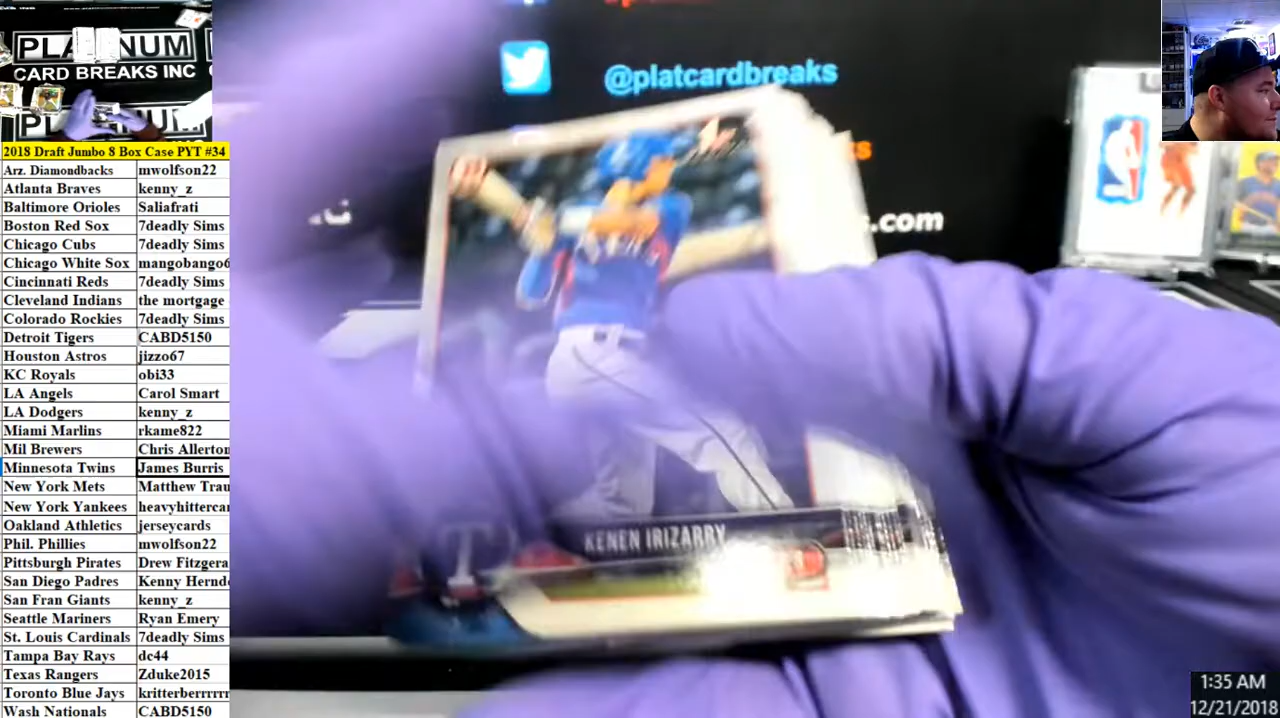 PLATINUM
CARD BREAKS INC
PLATINUM
2018 Draft Jumbo 8 Box Case PYT #34
Arz. Diamondbacks mwolfson22
Atlanta Braves kenny_z
Baltimore Orioles Saliafrati
Boston Red Sox 7deadly Sims
Chicago Cubs 7deadly Sims
Chicago White Sox mangobango6
Cincinnati Reds 7deadly Sims
Cleveland Indians the mortgage
Colorado Rockies 7deadly Sims
Detroit Tigers CABD5150
Houston Astros jizzo67
KC Royals obi33
LA Angels Carol Smart
LA Dodgers kenny_z
Miami Marlins rkame822
Mil Brewers Chris Allerton
Minnesota Twins James Burris
New York Mets Matthew Trau
New York Yankees heavyhittercar
Oakland Athletics jerseycards
Phil. Phillies mwolfson22
Pittsburgh Pirates Drew Fitzgera
San Diego Padres Kenny Hernd
San Fran Giants kenny_z
Seattle Mariners Ryan Emery
St. Louis Cardinals 7deadly Sims
Tampa Bay Rays dc44
Texas Rangers Zduke2015
Toronto Blue Jays kritterberrrrrr
Wash Nationals CABD5150
@platcardbreaks
ks
s.com
KENEN IRIZARRY
T
1:35 AM
12/21/2018